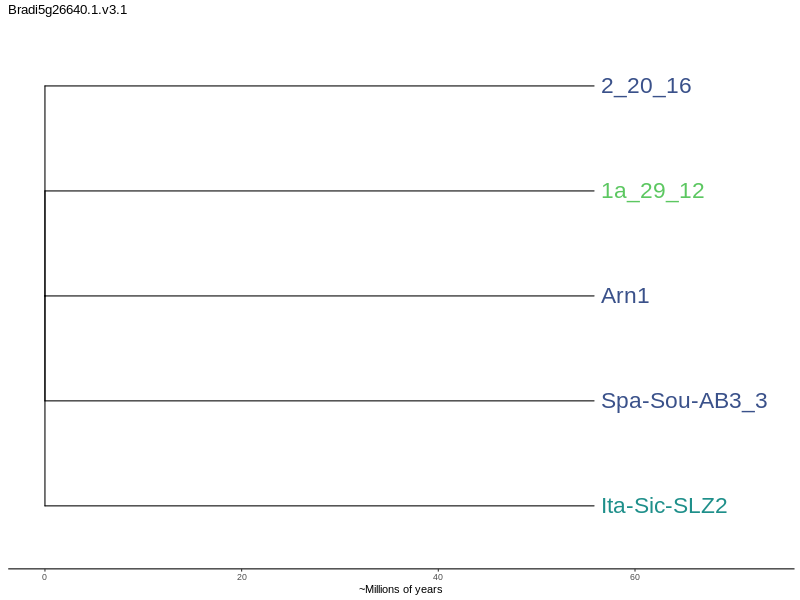 Bradi5g26640.1.v3.1
2_20_16
1a_29_12
Arn1
Spa-Sou-AB3_3
Ita-Sic-SLZ2
0 20 40 60
~Millions of years